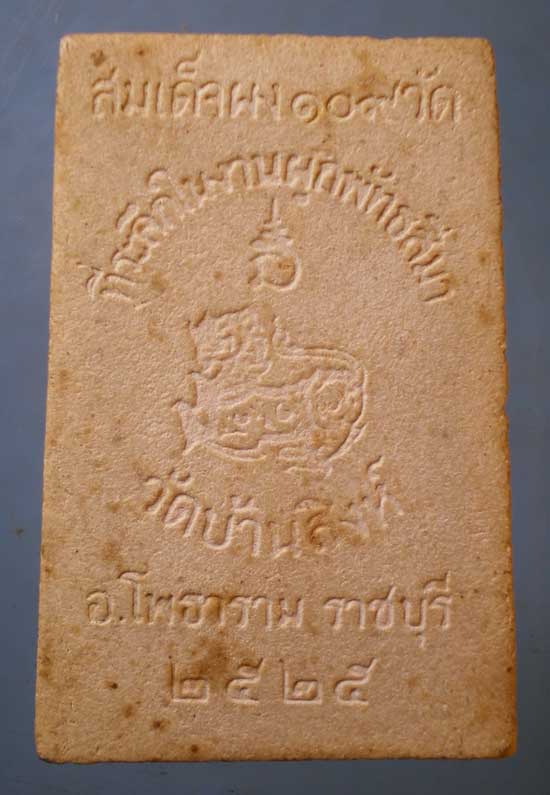 สมเด็จผง ๑๐๙ วัด
ที่ระลึกในงานผูกพัทธสีมา
วัดบ้านสิงห์
อ.โพธาราม ราชบุรี
๒๕๒๕